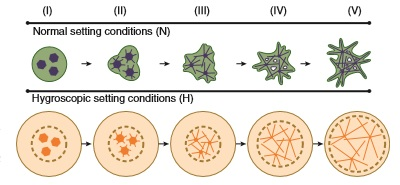 (I) (II) (III) (IV) (V)
Normal setting conditions (N)
Hygroscopic setting conditions (H)